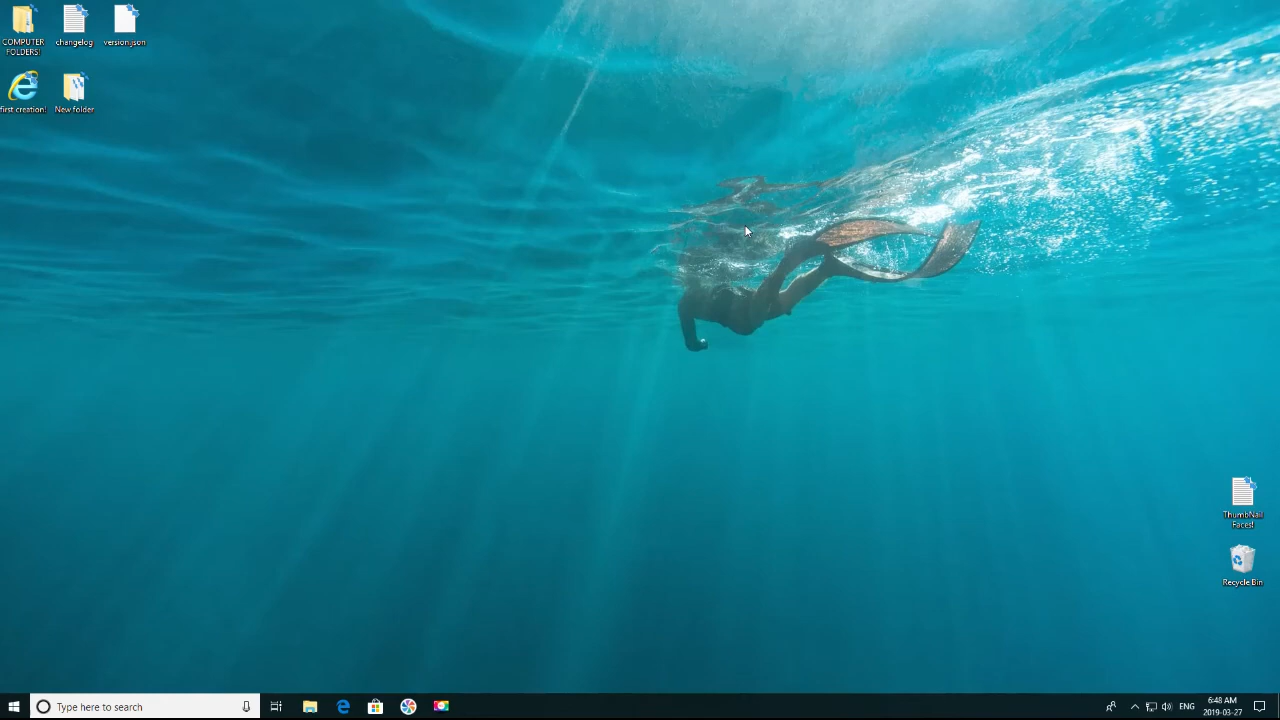 COMPUTER
FOLDERS!
changelog
version.json
first creation!
New folder
ThumbNail
Faces!
Recycle Bin
Type here to search
ENG
6:48 AM
2019-03-27